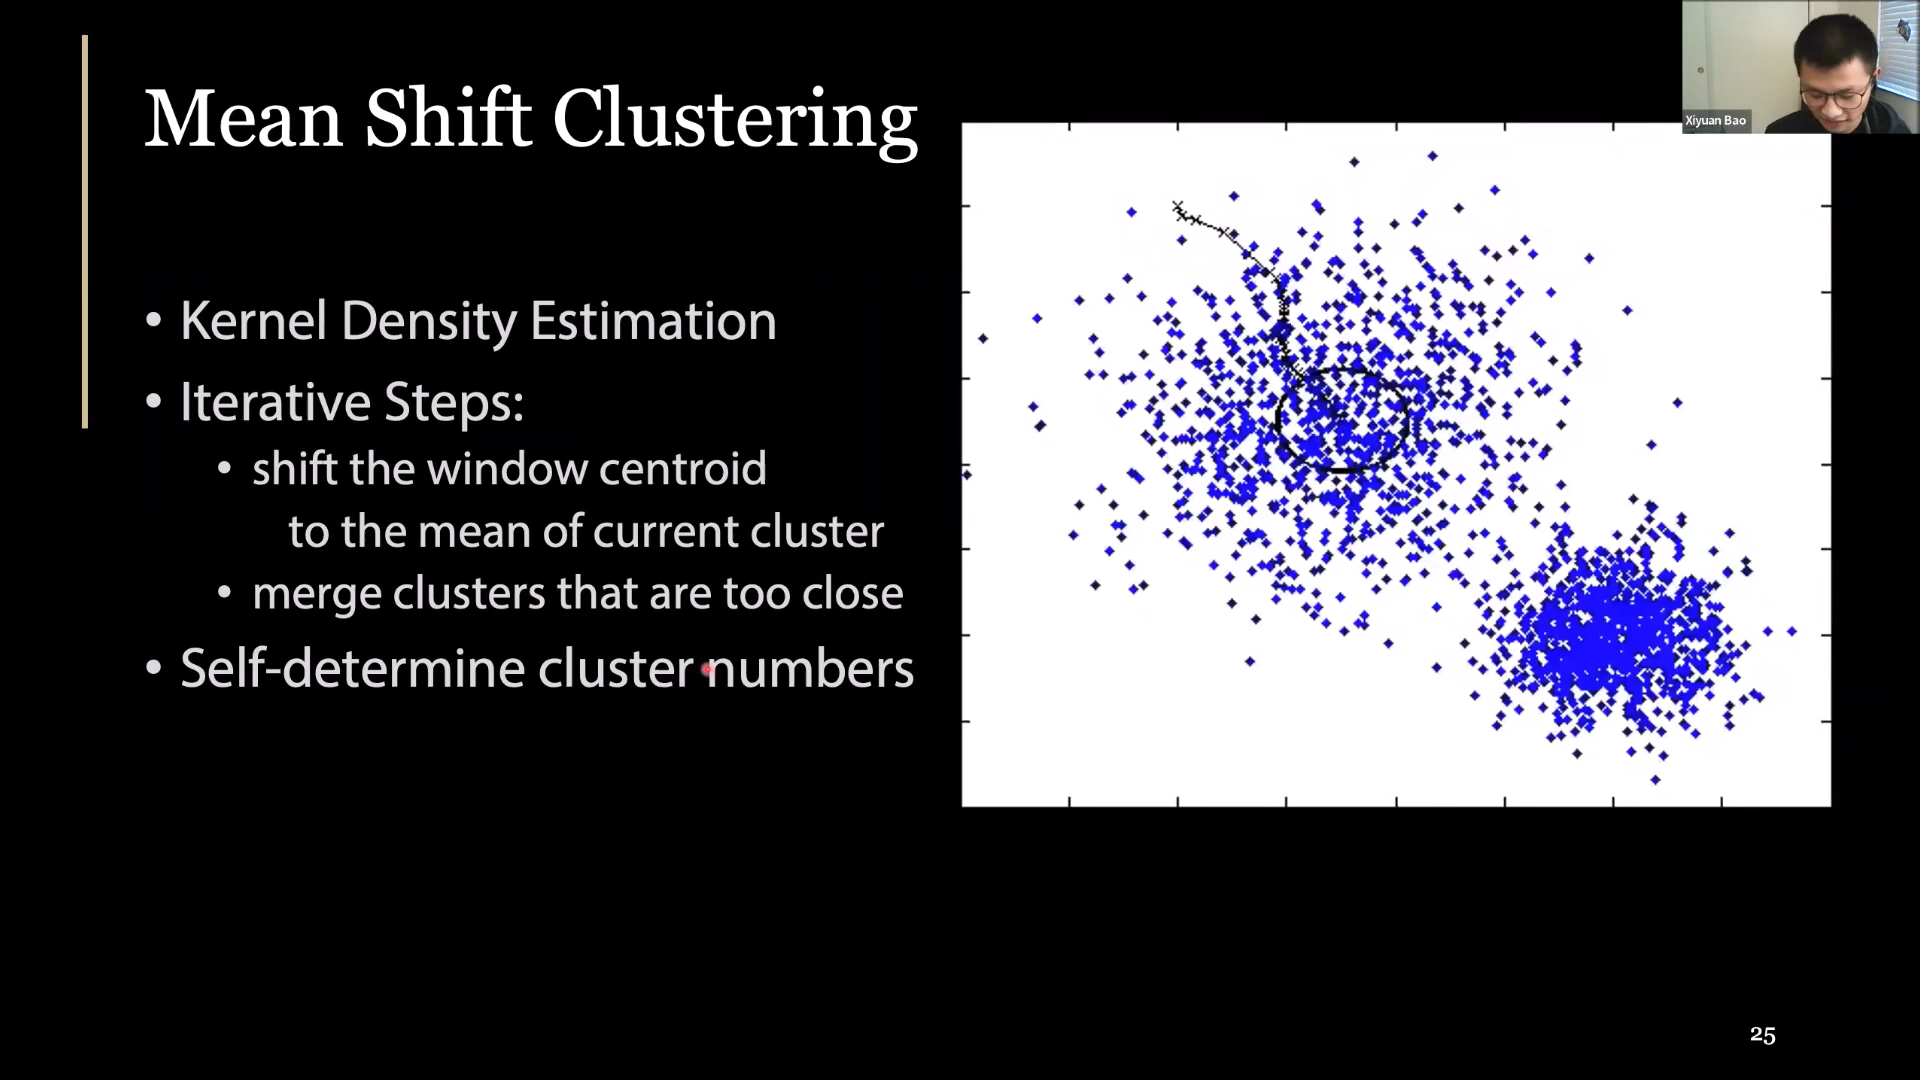 Mean Shift Clustering
Xiyuan Bao
• Kernel Density Estimation
• Iterative Steps:
• shift the window centroid
to the mean of current cluster
• merge clusters that are too close
• Self-determine cluster numbers
25